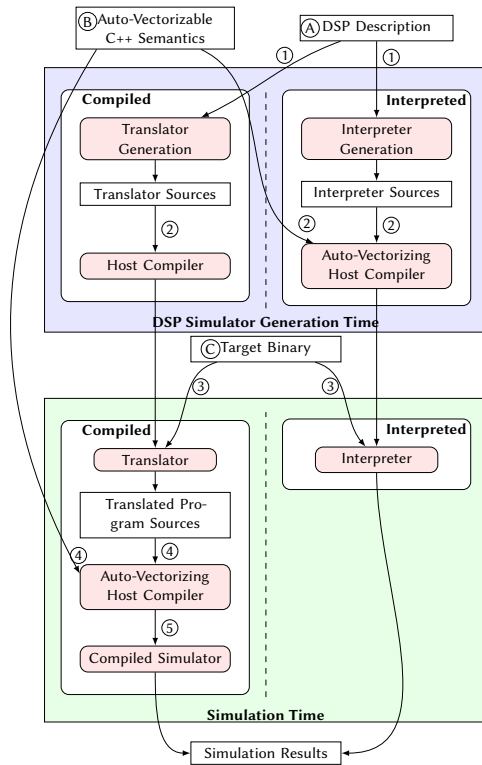 B Auto-Vectorizable
C++ Semantics
A DSP Description
1
1
Compiled
Interpreted
Translator
Generation
Interpreter
Generation
Translator Sources
Interpreter Sources
2
2
2
Host Compiler
Auto-Vectorizing
Host Compiler
DSP Simulator Generation Time
C Target Binary
3
3
Compiled
Interpreted
Translator
Interpreter
Translated Pro-
gram Sources
4
4
Auto-Vectorizing
Host Compiler
5
Compiled Simulator
Simulation Time
Simulation Results